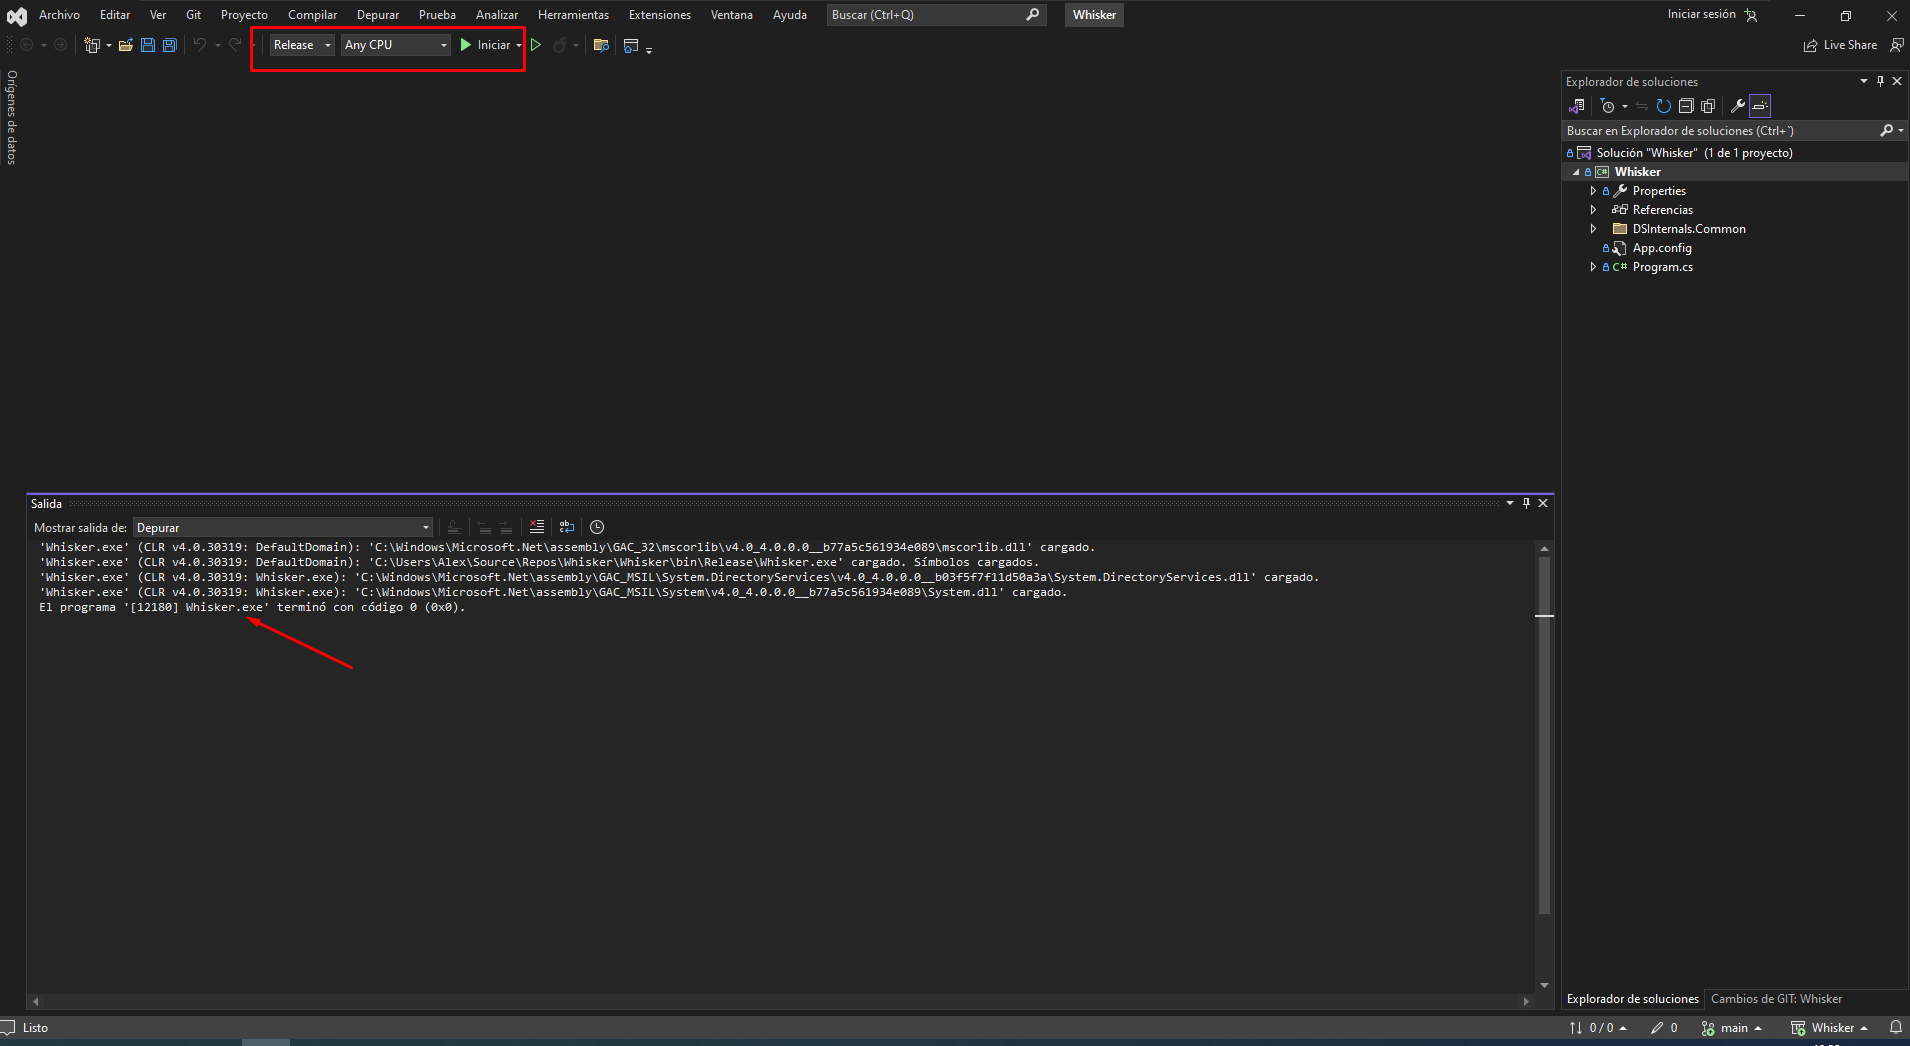 Archivo Editar Ver Git Proyecto Compilar Depurar Prueba Analizar Herramientas Extensiones Ventana Ayuda Buscar (Ctrl+Q) Whisker Iniciar sesión
Release Any CPU Iniciar Live Share
Orígenes de datos
Explorador de soluciones
Buscar en Explorador de soluciones (Ctrl+`)
Solución "Whisker" (1 de 1 proyecto)
C# Whisker
Properties
Referencias
DSInternals.Common
App.config
C# Program.cs
Salida
Mostrar salida de: Depurar
'Whisker.exe' (CLR v4.0.30319: DefaultDomain): 'C:\Windows\Microsoft.Net\assembly\GAC_32\mscorlib\v4.0_4.0.0.0__b77a5c561934e089\mscorlib.dll' cargado.
'Whisker.exe' (CLR v4.0.30319: DefaultDomain): 'C:\Users\Alex\Source\Repos\Whisker\Whisker\bin\Release\Whisker.exe' cargado. Símbolos cargados.
'Whisker.exe' (CLR v4.0.30319: Whisker.exe): 'C:\Windows\Microsoft.Net\assembly\GAC_MSIL\System.DirectoryServices\v4.0_4.0.0.0__b03f5f7f11d50a3a\System.DirectoryServices.dll' cargado.
'Whisker.exe' (CLR v4.0.30319: Whisker.exe): 'C:\Windows\Microsoft.Net\assembly\GAC_MSIL\System\v4.0_4.0.0.0__b77a5c561934e089\System.dll' cargado.
El programa '[12180] Whisker.exe' terminó con código 0 (0x0).
Explorador de soluciones Cambios de GIT: Whisker
Listo 0 / 0 0 main Whisker